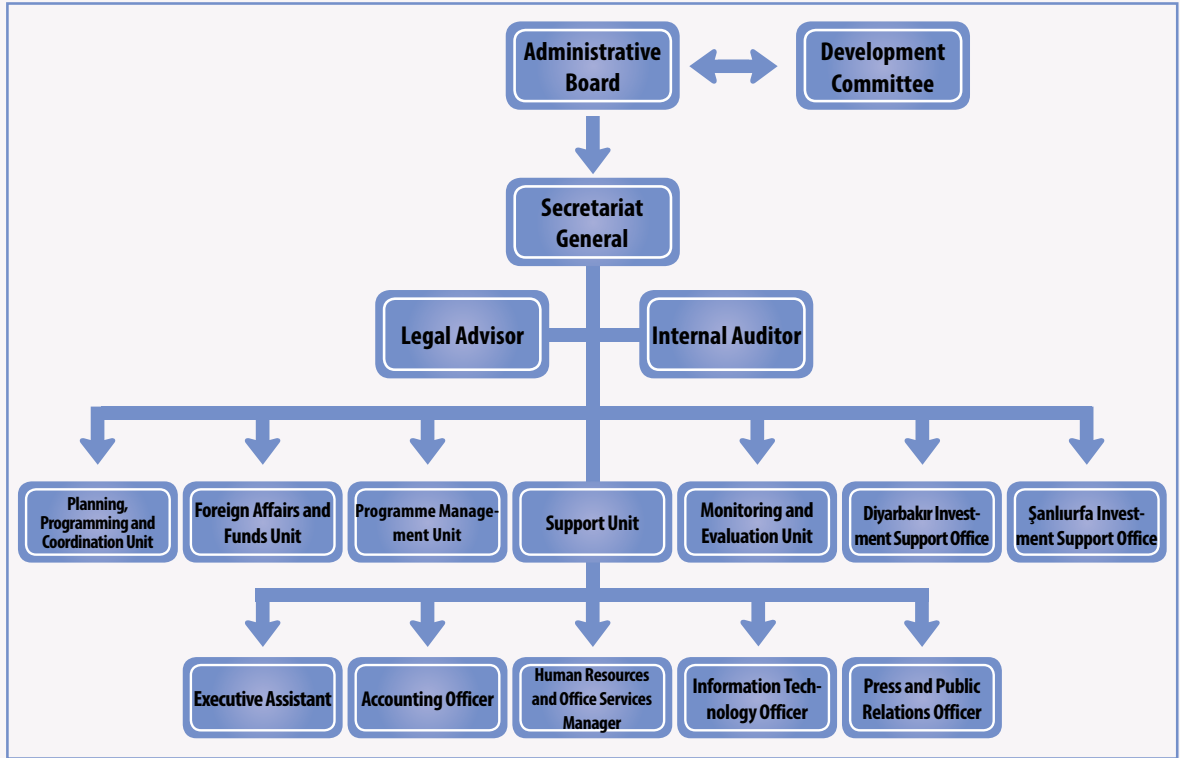 Administrative
Board
Development
Committee
Secretariat
General
Legal Advisor
Internal Auditor
Planning,
Programming and
Coordination Unit
Foreign Affairs and
Funds Unit
Programme Manage-
ment Unit
Support Unit
Monitoring and
Evaluation Unit
Diyarbakır Invest-
ment Support Office
Şanlıurfa Invest-
ment Support Office
Executive Assistant
Accounting Officer
Human Resources
and Office Services
Manager
Information Tech-
nology Officer
Press and Public
Relations Officer